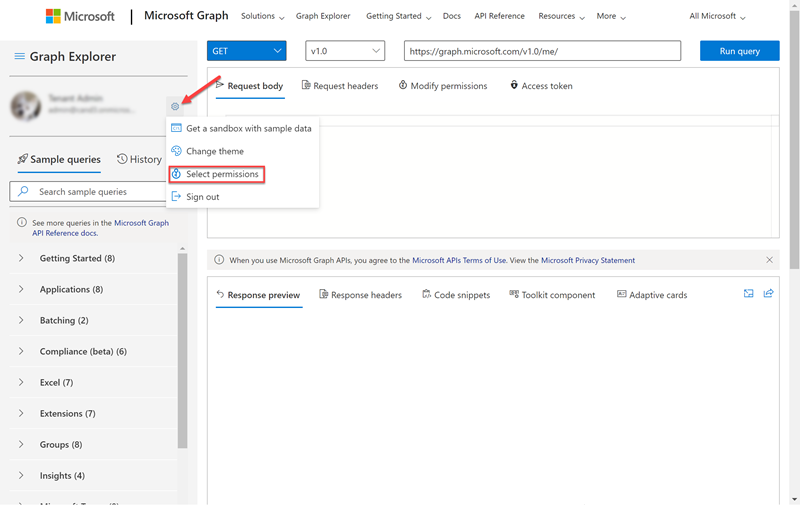 Microsoft
Microsoft Graph
Solutions
Graph Explorer
Getting Started
Docs
API Reference
Resources
More
All Microsoft
Graph Explorer
GET
v1.0
https://graph.microsoft.com/v1.0/me/
Run query
Tenant Admin
Request body
Request headers
Modify permissions
Access token
Get a sandbox with sample data
Change theme
Select permissions
Sign out
Sample queries
History
Search sample queries
See more queries in the Microsoft Graph
API Reference docs.
Getting Started (8)
Applications (8)
Batching (2)
Compliance (beta) (6)
Excel (7)
Extensions (7)
Groups (8)
Insights (4)
When you use Microsoft Graph APIs, you agree to the Microsoft APIs Terms of Use. View the Microsoft Privacy Statement
Response preview
Response headers
Code snippets
Toolkit component
Adaptive cards